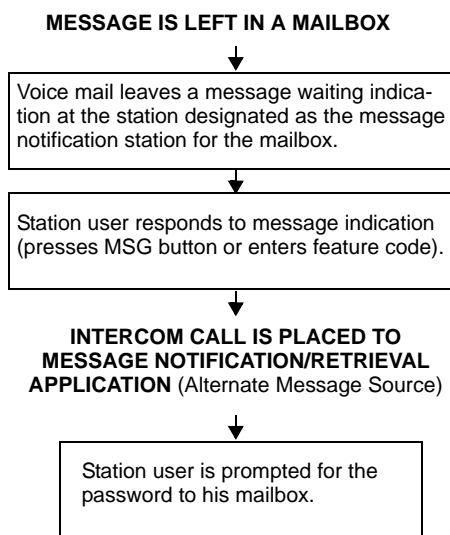 MESSAGE IS LEFT IN A MAILBOX
Voice mail leaves a message waiting indica-
tion at the station designated as the message
notification station for the mailbox.
Station user responds to message indication
(presses MSG button or enters feature code).
INTERCOM CALL IS PLACED TO
MESSAGE NOTIFICATION/RETRIEVAL
APPLICATION (Alternate Message Source)
Station user is prompted for the
password to his mailbox.